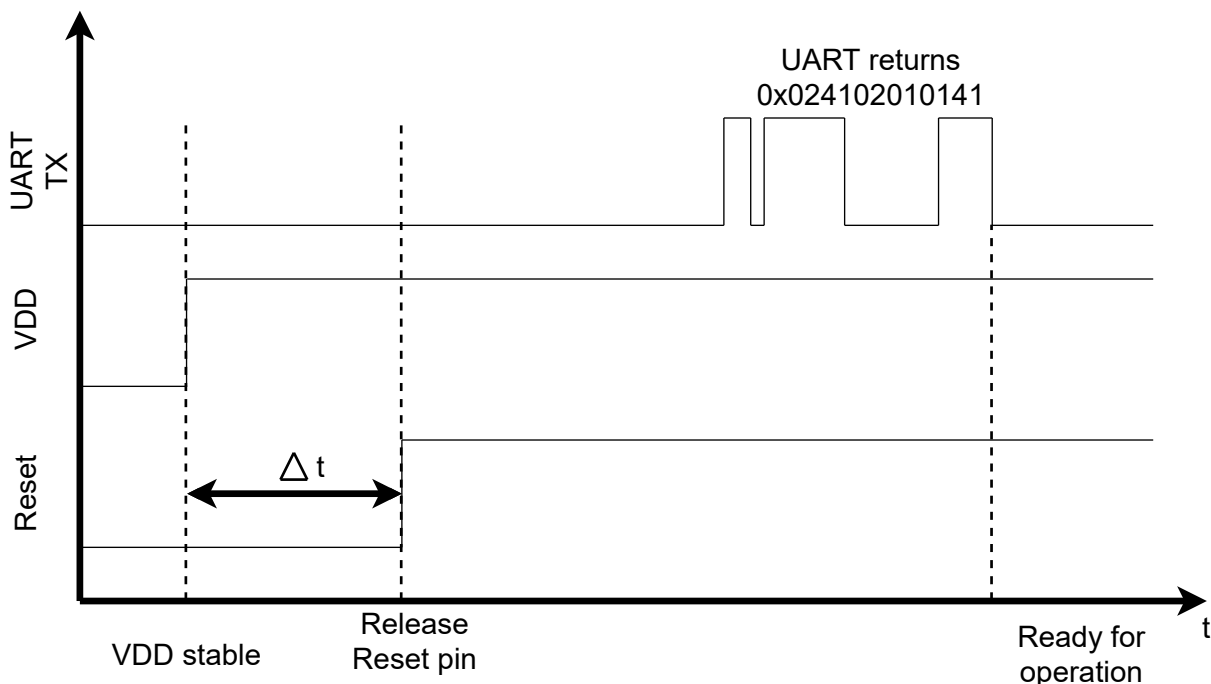 UART returns
0x024102010141
UART
TX
VDD
Reset
△ t
VDD stable
Release
Reset pin
Ready for
operation
t